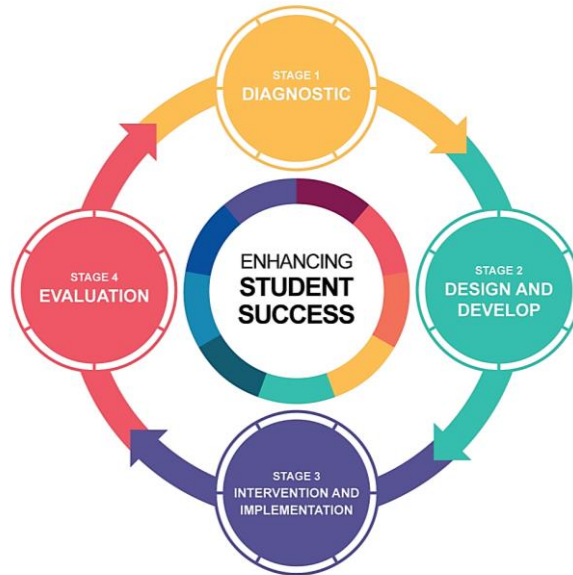 STAGE 1
DIAGNOSTIC
STAGE 2
DESIGN AND
DEVELOP
STAGE 3
INTERVENTION AND
IMPLEMENTATION
STAGE 4
EVALUATION
ENHANCING
STUDENT
SUCCESS